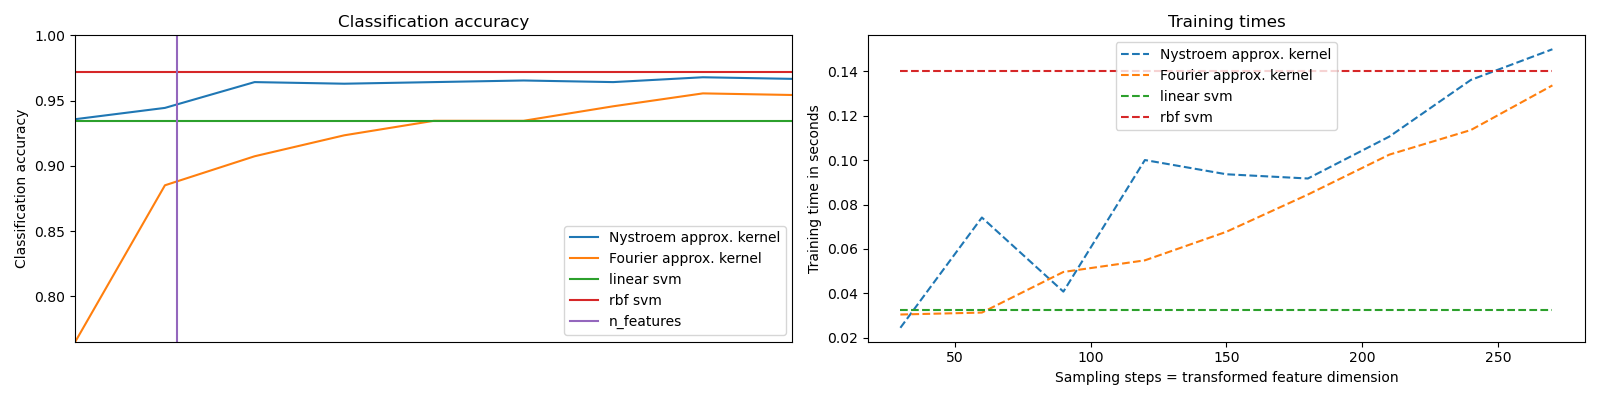 Classification accuracy
Classification accuracy
1.00
0.95
0.90
0.85
0.80
Nystroem approx. kernel
Fourier approx. kernel
linear svm
rbf svm
n_features
Training times
Training time in seconds
0.14
0.12
0.10
0.08
0.06
0.04
0.02
Nystroem approx. kernel
Fourier approx. kernel
linear svm
rbf svm
50 100 150 200 250
Sampling steps = transformed feature dimension